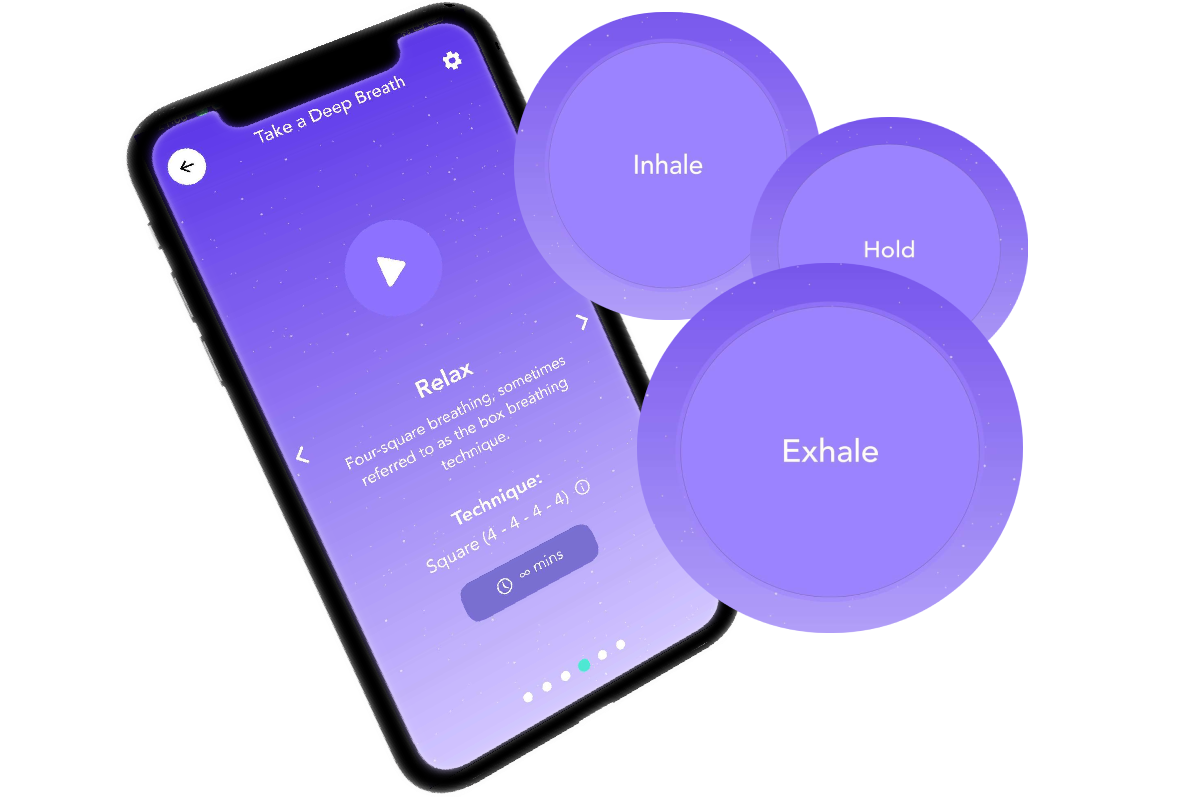 Take a Deep Breath
Relax
Four-square breathing, sometimes
referred to as the box breathing
technique.
Technique:
Square (4 - 4 - 4 - 4)
∞ mins
Inhale
Hold
Exhale